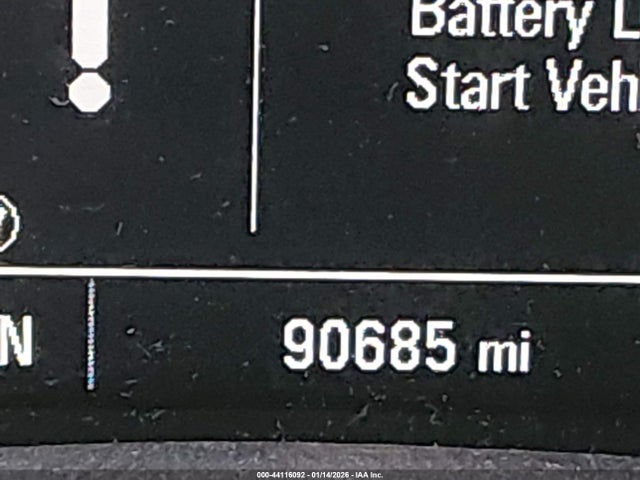 Battery L
Start Veh
N
90685 mi
000-44116092 - 01/14/2026 - IAA Inc.